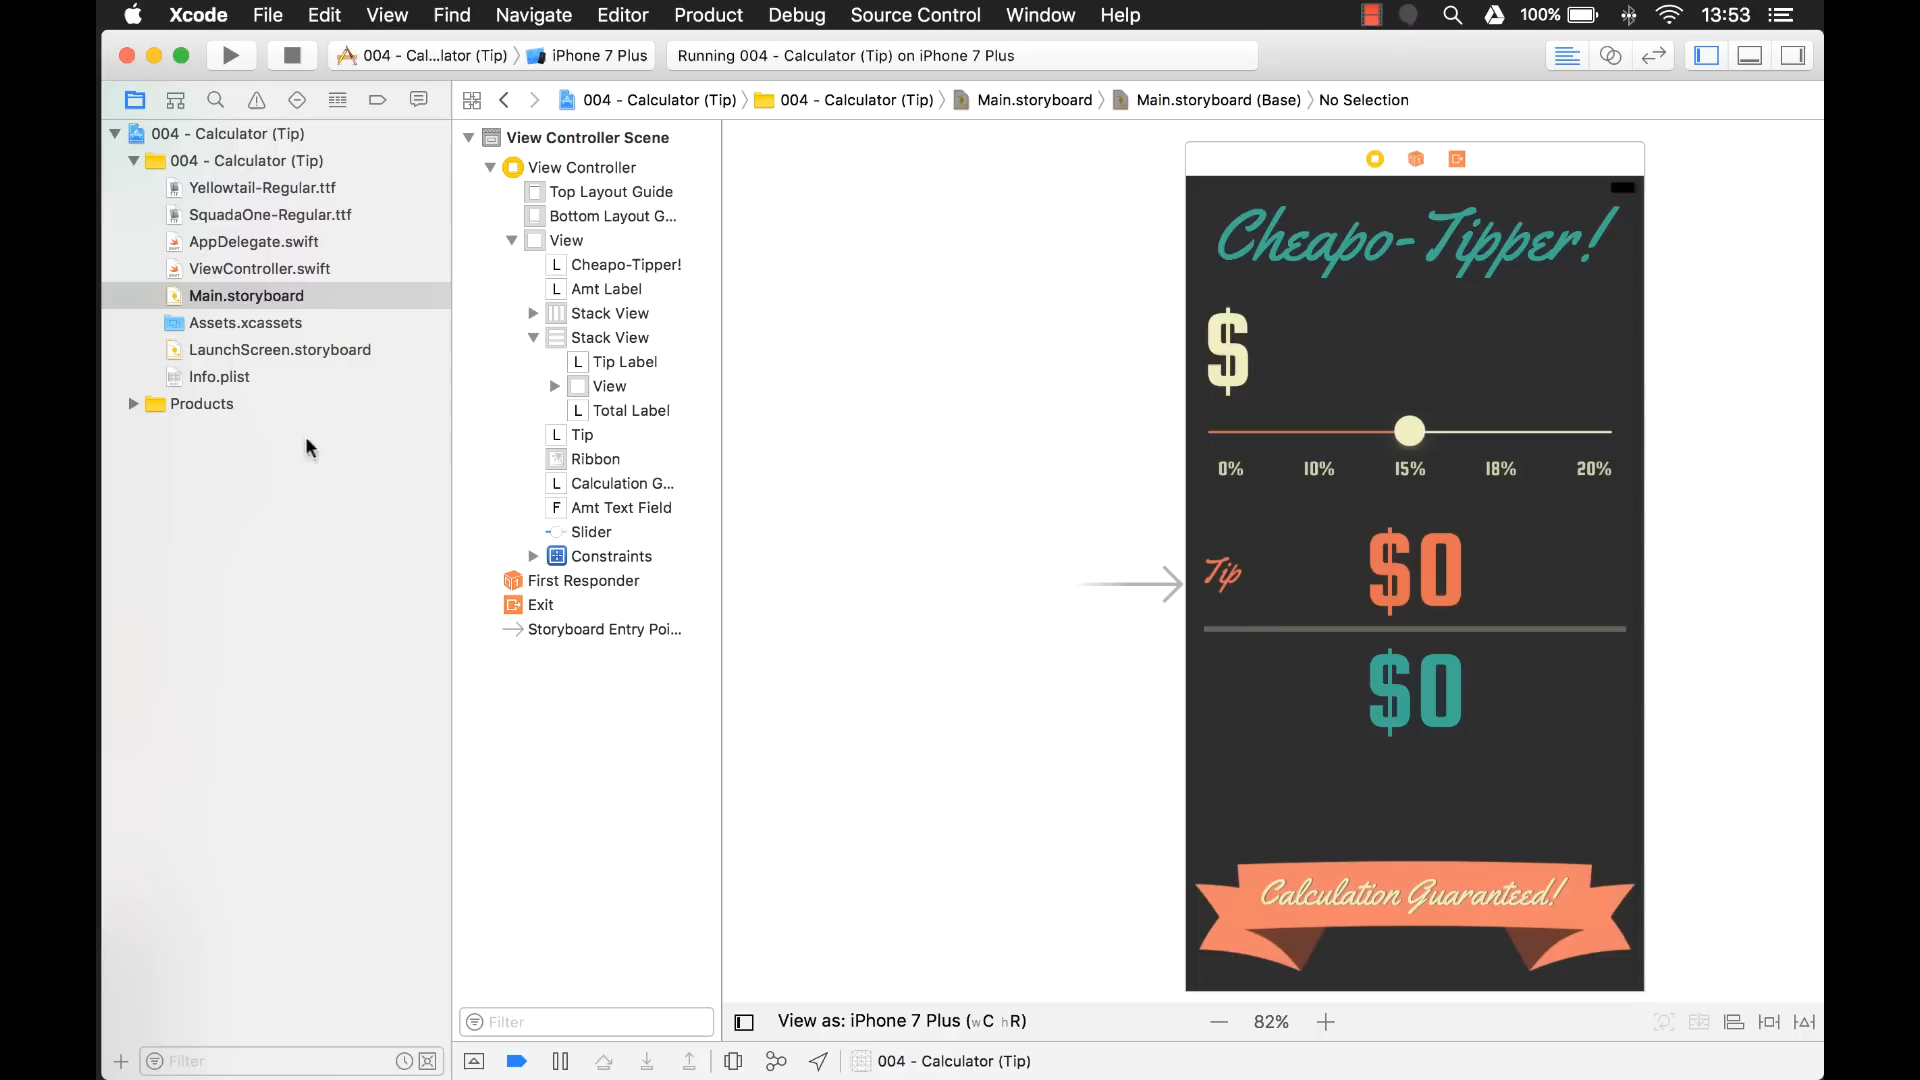 Xcode File Edit View Find Navigate Editor Product Debug Source Control Window Help 100% 13:53
004 - Cal...lator (Tip) iPhone 7 Plus Running 004 - Calculator (Tip) on iPhone 7 Plus
004 - Calculator (Tip) 004 - Calculator (Tip) Main.storyboard Main.storyboard (Base) No Selection
004 - Calculator (Tip)
004 - Calculator (Tip)
Yellowtail-Regular.ttf
SquadaOne-Regular.ttf
AppDelegate.swift
ViewController.swift
Main.storyboard
Assets.xcassets
LaunchScreen.storyboard
Info.plist
Products
Filter
View Controller Scene
View Controller
Top Layout Guide
Bottom Layout G...
View
L Cheapo-Tipper!
L Amt Label
Stack View
Stack View
L Tip Label
View
L Total Label
L Tip
Ribbon
L Calculation G...
F Amt Text Field
Slider
Constraints
First Responder
Exit
Storyboard Entry Poi...
Filter
Cheapo-Tipper!
$
0% 10% 15% 18% 20%
Tip $0
$0
Calculation Guaranteed!
View as: iPhone 7 Plus (wC hR) 82%
004 - Calculator (Tip)